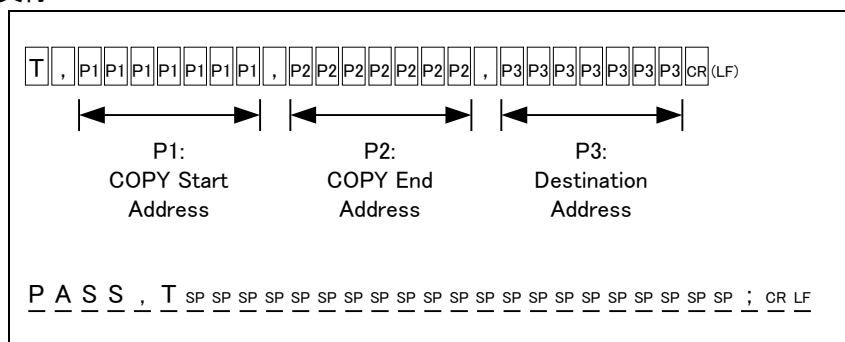 T , P1 P1 P1 P1 P1 P1 P1 , P2 P2 P2 P2 P2 P2 P2 , P3 P3 P3 P3 P3 P3 P3 CR (LF)
P1:
COPY Start
Address
P2:
COPY End
Address
P3:
Destination
Address
P A S S , T SP SP SP SP SP SP SP SP SP SP SP SP SP SP SP SP SP SP SP SP SP ; CR LF